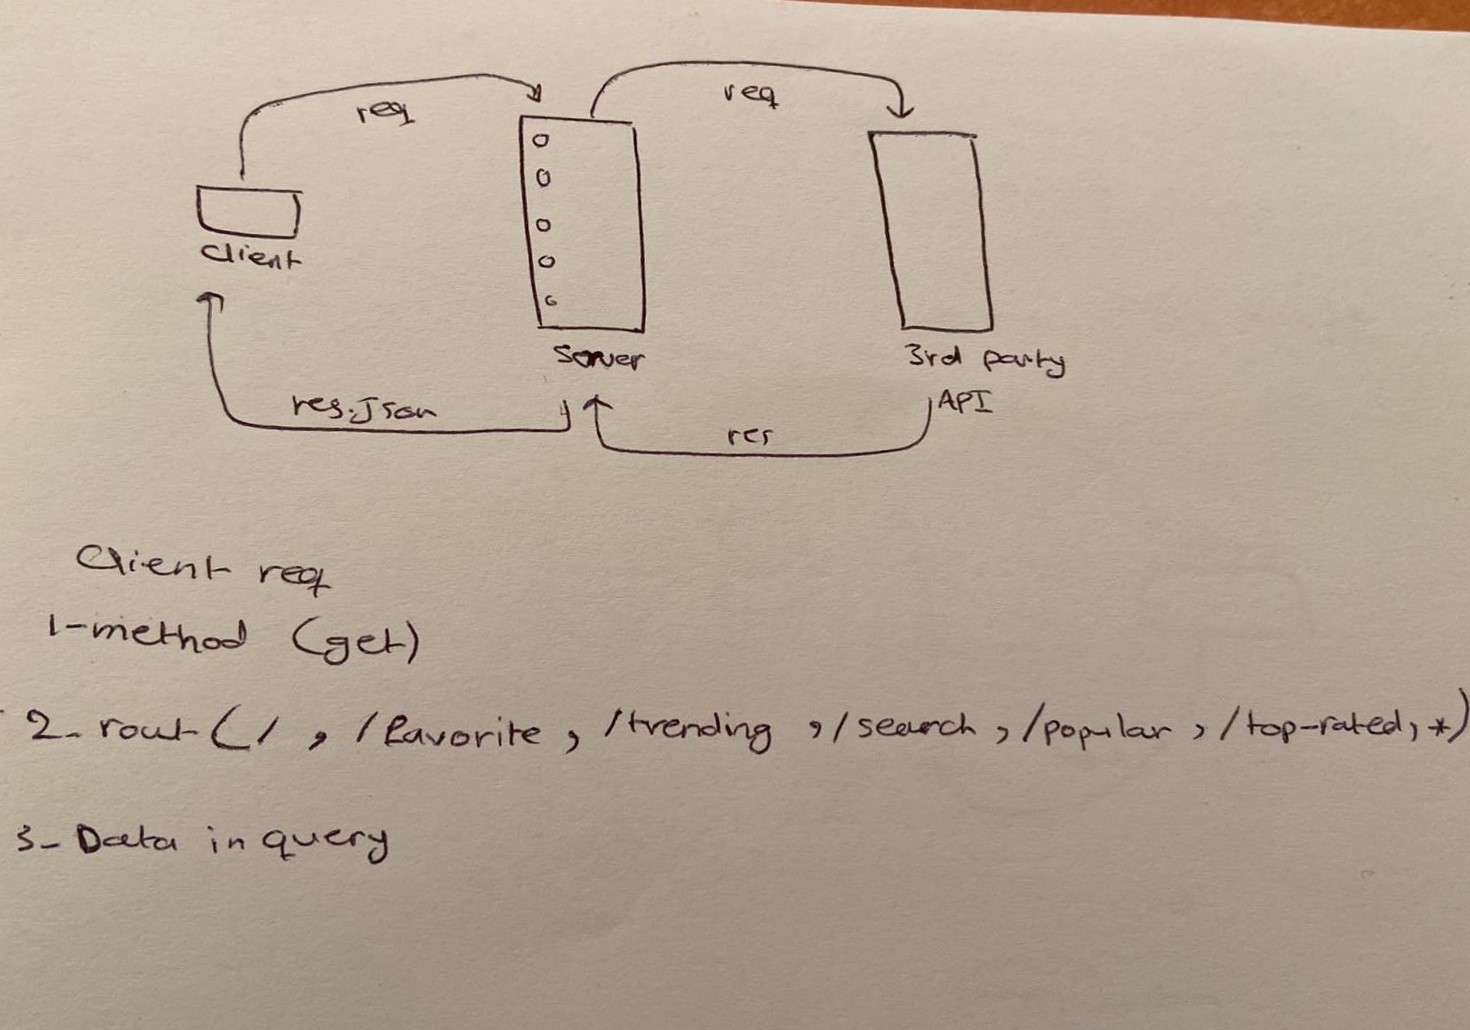 req
req
client
server
3rd party
API
res.json
res
Client req
1-method (get)
2- rout (/ , /favorite , /trending , /search , /popular , /top-rated, *)
3- Data in query